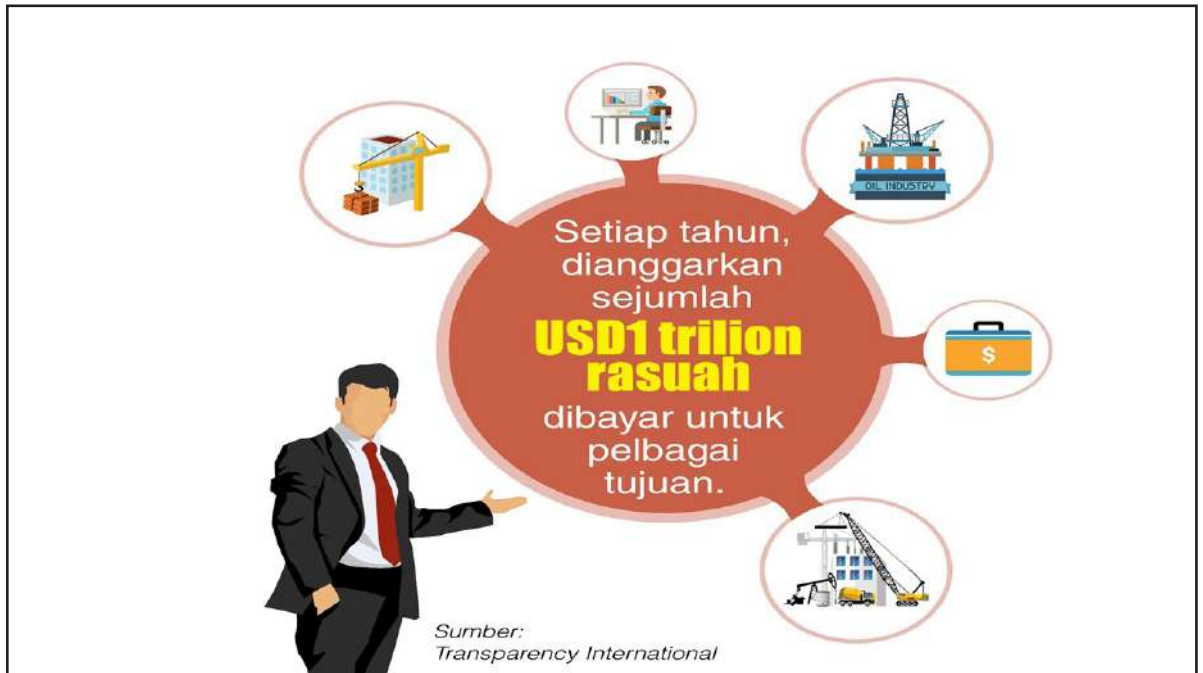 OIL INDUSTRY
Setiap tahun,
dianggarkan
sejumlah
USD1 trilion
rasuah
dibayar untuk
pelbagai
tujuan.
$
Sumber:
Transparency International